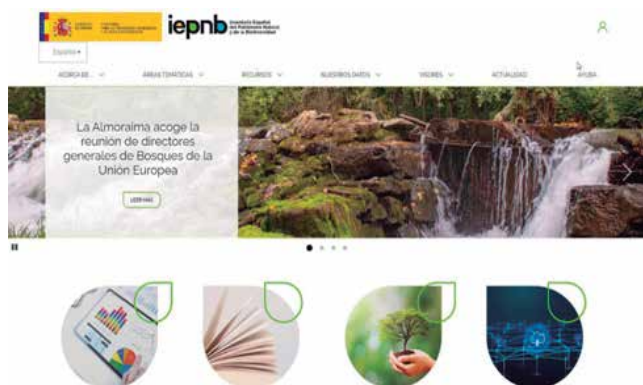 iepnb
Inventario Español
del Patrimonio Natural
y de la Biodiversidad
Español
ACERCA DE...
ÁREAS TEMÁTICAS
RECURSOS
NUESTROS DATOS
VISORES
ACTUALIDAD
AYUDA
La Almoraima acoge la
reunión de directores
generales de Bosques de la
Unión Europea
LEER MÁS